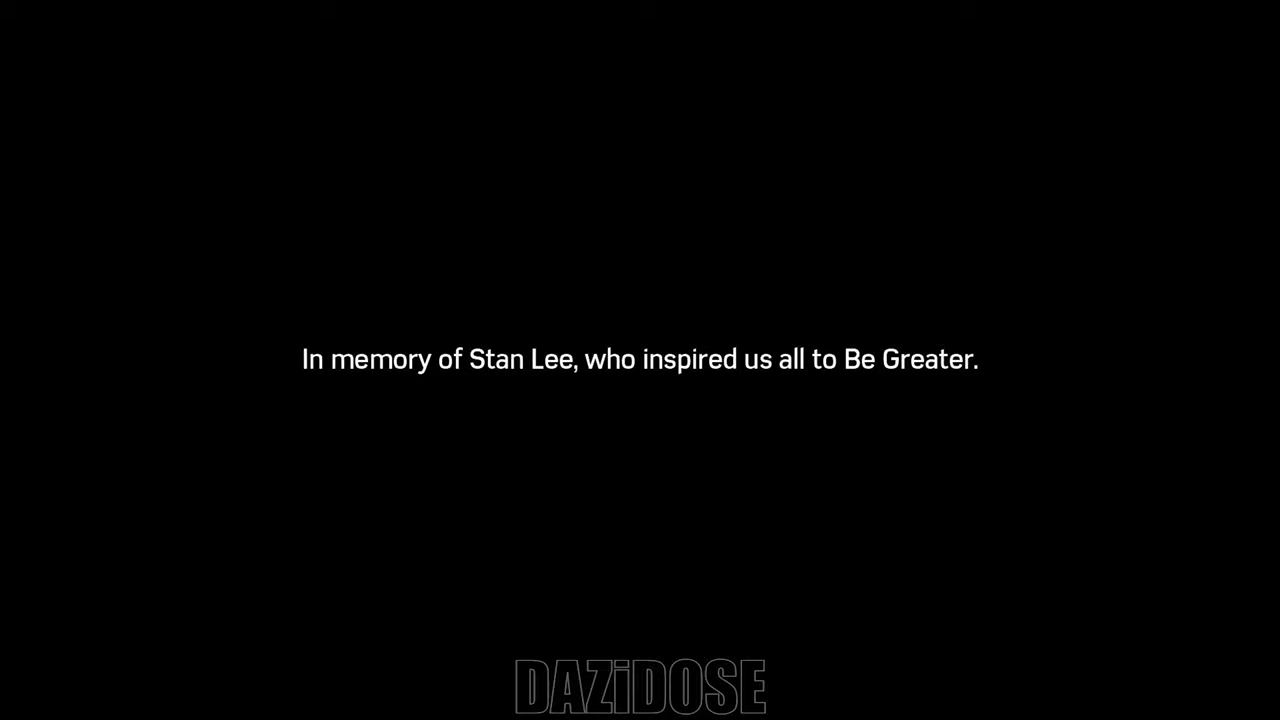 In memory of Stan Lee, who inspired us all to Be Greater.
DAZiDOSE